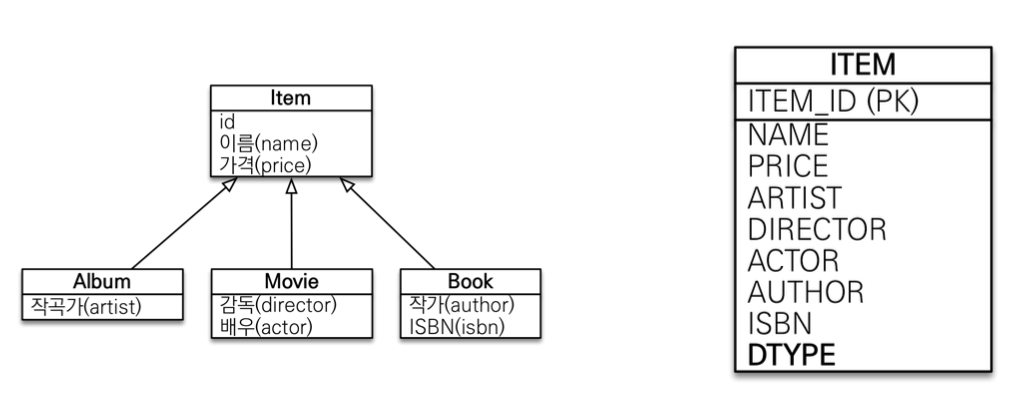 Item
id
이름(name)
가격(price)
Album
작곡가(artist)
Movie
감독(director)
배우(actor)
Book
작가(author)
ISBN(isbn)
ITEM
ITEM_ID (PK)
NAME
PRICE
ARTIST
DIRECTOR
ACTOR
AUTHOR
ISBN
DTYPE